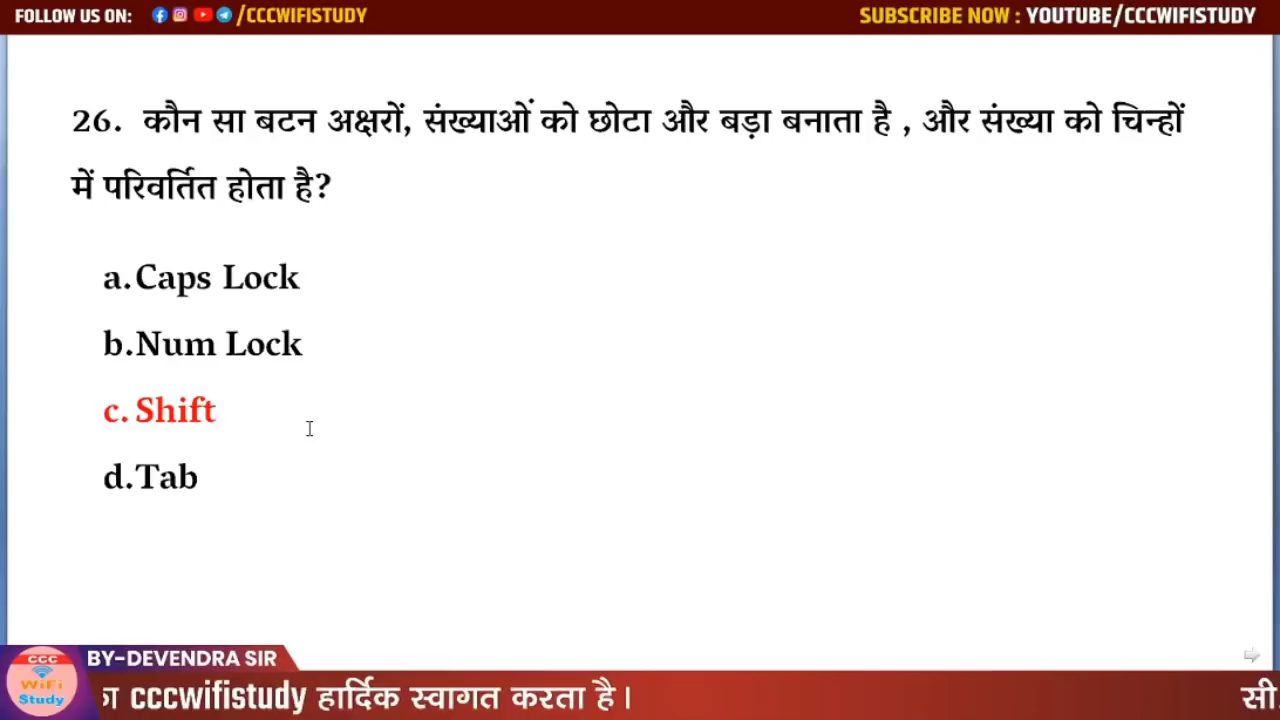 FOLLOW US ON: /CCCWIFISTUDY
SUBSCRIBE NOW : YOUTUBE/CCCWIFISTUDY
26. कौन सा बटन अक्षरों, संख्याओं को छोटा और बड़ा बनाता है , और संख्या को चिन्हों
में परिवर्तित होता है?
a.Caps Lock
b.Num Lock
c. Shift
d.Tab
CCC
WiFi
Study
BY-DEVENDRA SIR
cccwifistudy हार्दिक स्वागत करता है।
सी.